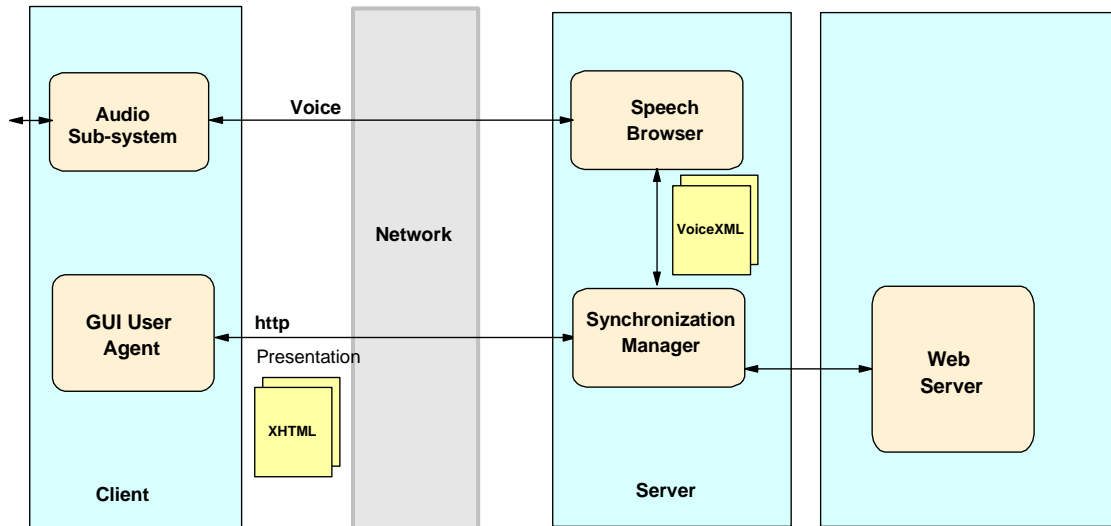 Audio
Sub-system
Voice
Speech
Browser
VoiceXML
Network
GUI User
Agent
http
Presentation
XHTML
Synchronization
Manager
Web
Server
Client
Server